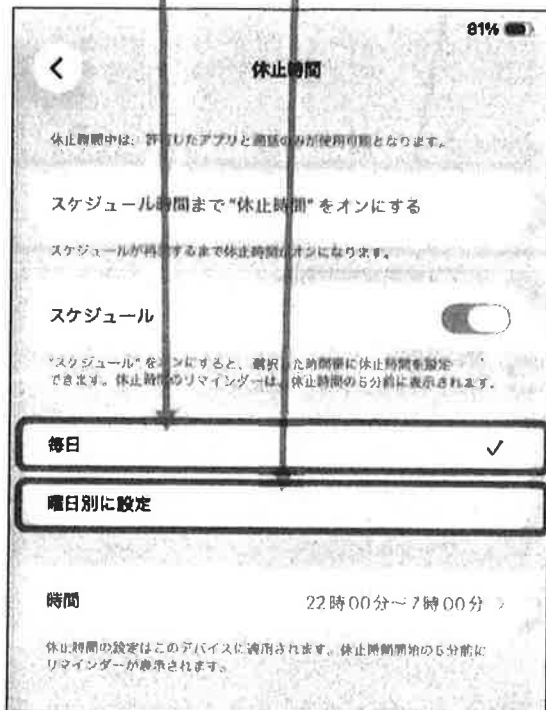 81%
休止時間
休止時間中は、許可したアプリと通話のみが使用可能となります。
スケジュール時間まで"休止時間"をオンにする
スケジュールが再開するまで休止時間がオンになります。
スケジュール
"スケジュール"をオンにすると、選択した時間帯に休止時間を設定
できます。休止時間のリマインダーは、休止時間の5分前に表示されます。
毎日
曜日別に設定
時間
22時00分～7時00分
休止時間の設定はこのデバイスに適用されます。休止時間開始の5分前に
リマインダーが表示されます。